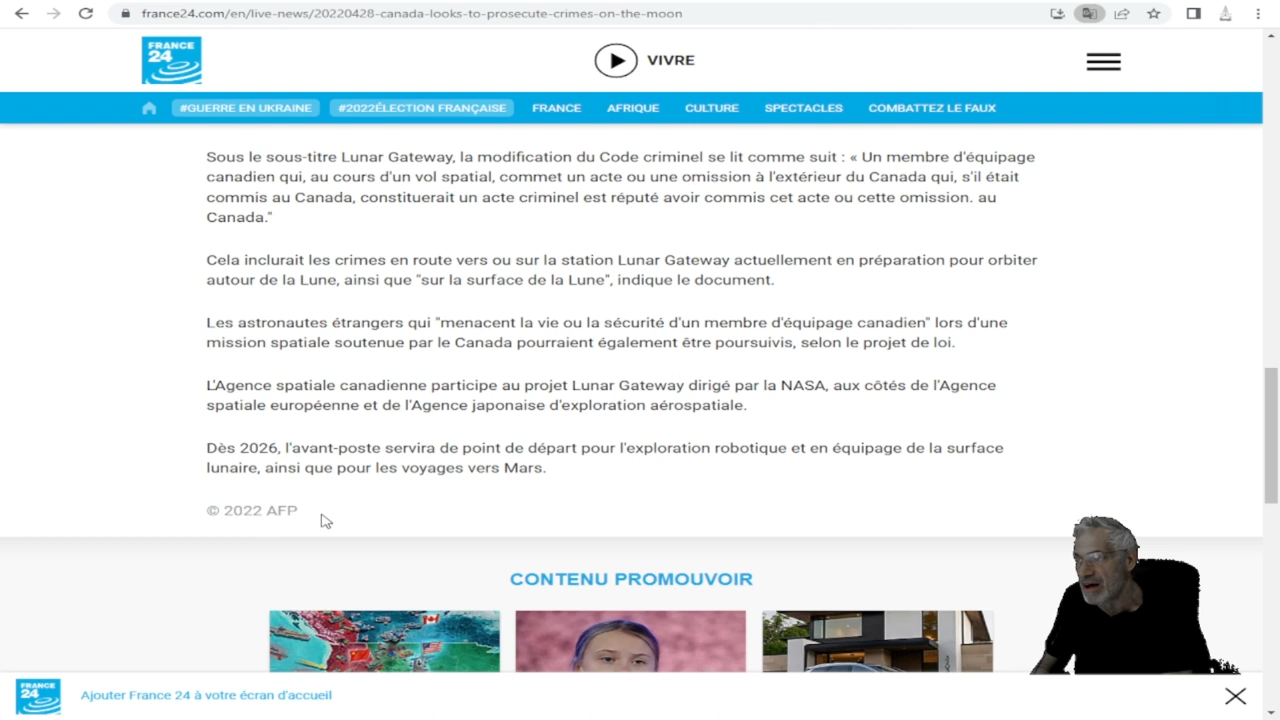 france24.com/en/live-news/20220428-canada-looks-to-prosecute-crimes-on-the-moon
FRANCE
24
VIVRE
#GUERRE EN UKRAINE
#2022ÉLECTION FRANÇAISE
FRANCE
AFRIQUE
CULTURE
SPECTACLES
COMBATTEZ LE FAUX
Sous le sous-titre Lunar Gateway, la modification du Code criminel se lit comme suit : « Un membre d'équipage
canadien qui, au cours d'un vol spatial, commet un acte ou une omission à l'extérieur du Canada qui, s'il était
commis au Canada, constituerait un acte criminel est réputé avoir commis cet acte ou cette omission. au
Canada."
Cela inclurait les crimes en route vers ou sur la station Lunar Gateway actuellement en préparation pour orbiter
autour de la Lune, ainsi que "sur la surface de la Lune", indique le document.
Les astronautes étrangers qui "menacent la vie ou la sécurité d'un membre d'équipage canadien" lors d'une
mission spatiale soutenue par le Canada pourraient également être poursuivis, selon le projet de loi.
L'Agence spatiale canadienne participe au projet Lunar Gateway dirigé par la NASA, aux côtés de l'Agence
spatiale européenne et de l'Agence japonaise d'exploration aérospatiale.
Dès 2026, l'avant-poste servira de point de départ pour l'exploration robotique et en équipage de la surface
lunaire, ainsi que pour les voyages vers Mars.
© 2022 AFP
CONTENU PROMOUVOIR
FRANCE
24
Ajouter France 24 à votre écran d'accueil